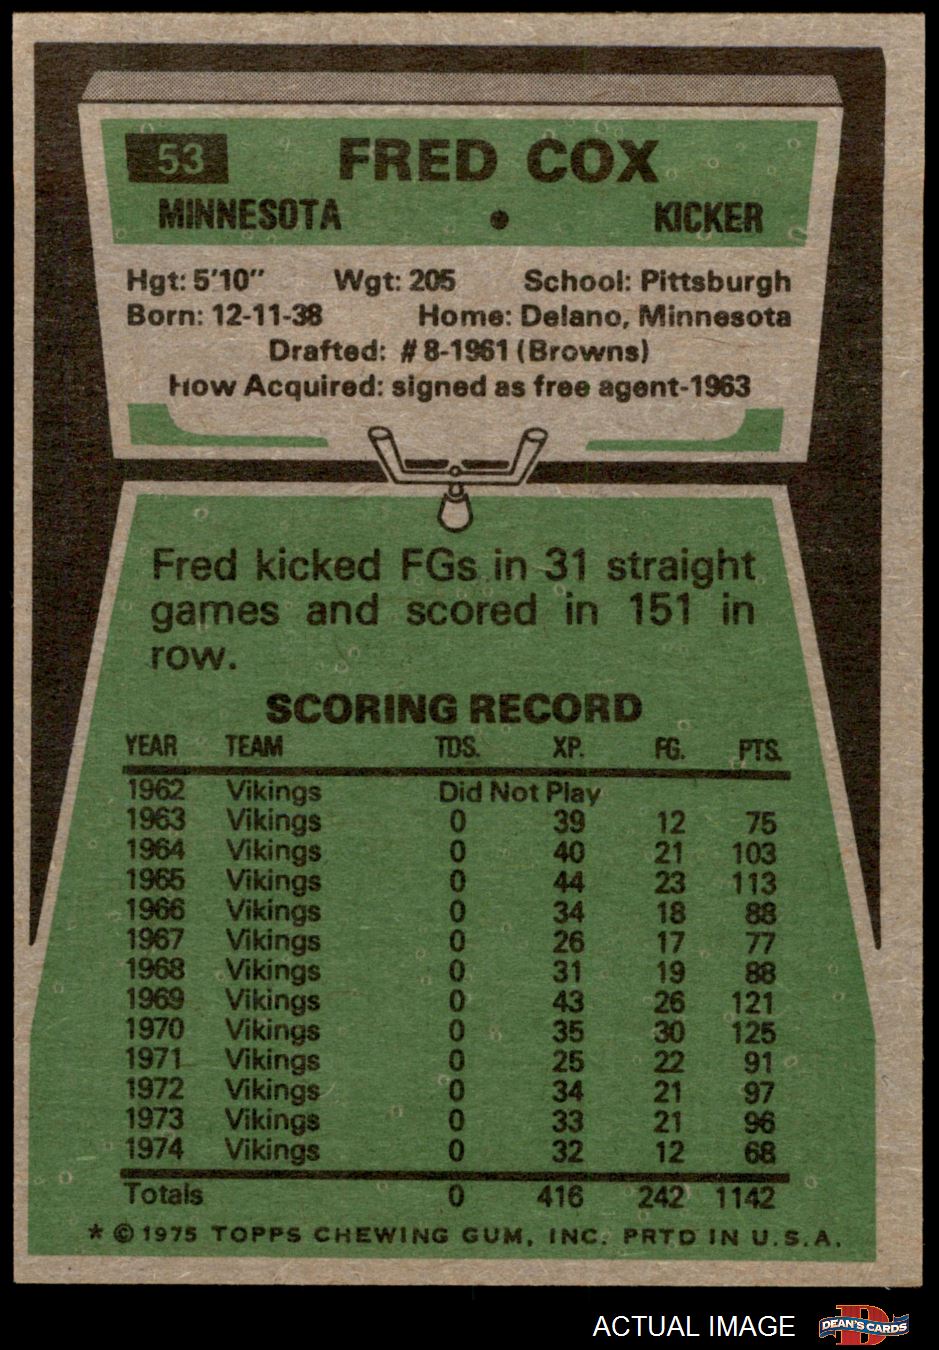 53 FRED COX
MINNESOTA • KICKER
Hgt: 5'10" Wgt: 205 School: Pittsburgh
Born: 12-11-38 Home: Delano, Minnesota
Drafted: #8-1961 (Browns)
How Acquired: signed as free agent-1963
Fred kicked FGs in 31 straight
games and scored in 151 in
row.
SCORING RECORD
YEAR TEAM TDS. XP. FG. PTS.
1962 Vikings Did Not Play
1963 Vikings 0 39 12 75
1964 Vikings 0 40 21 103
1965 Vikings 0 44 23 113
1966 Vikings 0 34 18 88
1967 Vikings 0 26 17 77
1968 Vikings 0 31 19 88
1969 Vikings 0 43 26 121
1970 Vikings 0 35 30 125
1971 Vikings 0 25 22 91
1972 Vikings 0 34 21 97
1973 Vikings 0 33 21 96
1974 Vikings 0 32 12 68
Totals 0 416 242 1142
* © 1975 TOPPS CHEWING GUM, INC. PRTD IN U.S.A.
ACTUAL IMAGE D DEAN'S CARDS